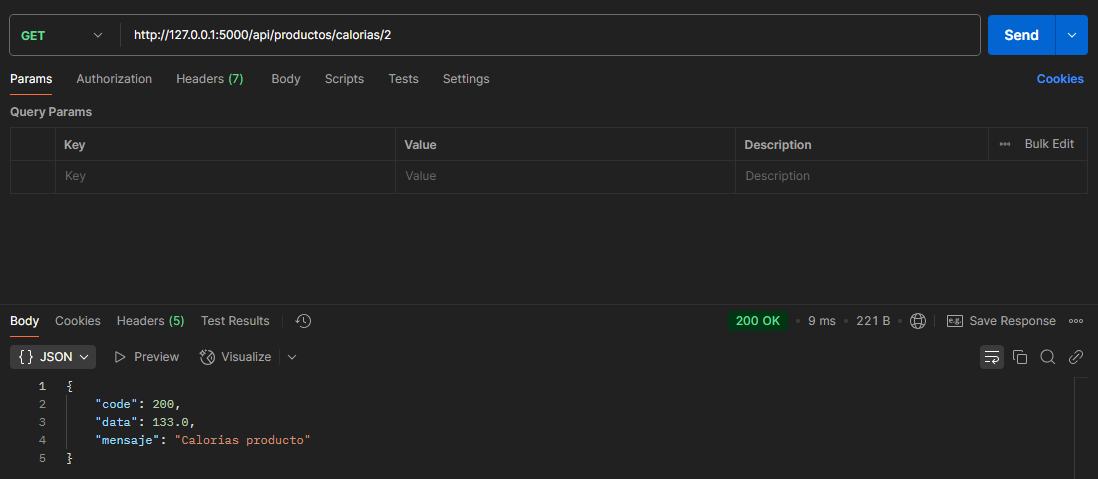 GET http://127.0.0.1:5000/api/productos/calorias/2 Send
Params Authorization Headers (7) Body Scripts Tests Settings Cookies
Query Params
Key Value Description ••• Bulk Edit
Key Value Description
Body Cookies Headers (5) Test Results 200 OK • 9 ms • 221 B • e.g. Save Response •••
{ } JSON Preview Visualize
1 {
2 "code": 200,
3 "data": 133.0,
4 "mensaje": "Calorias producto"
5 }